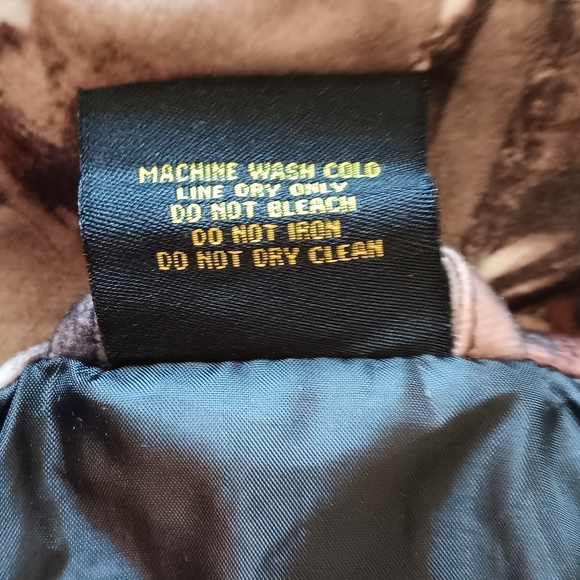 MACHINE WASH COLD
LINE DRY ONLY
DO NOT BLEACH
DO NOT IRON
DO NOT DRY CLEAN